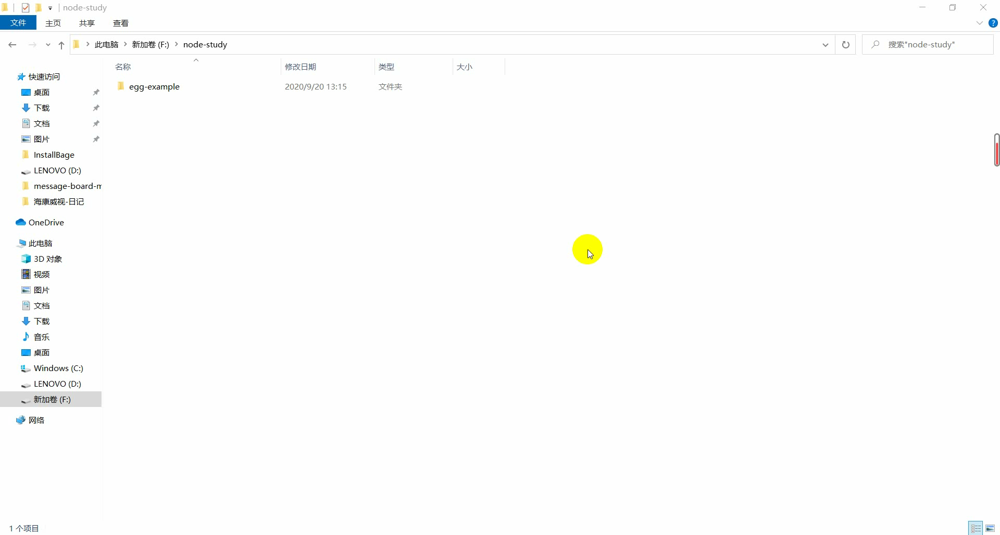 node-study
文件 主页 共享 查看
此电脑 新加卷 (F:) node-study
搜索"node-study"
名称 修改日期 类型 大小
egg-example 2020/9/20 13:15 文件夹
快速访问
桌面
下载
文档
图片
InstallBage
LENOVO (D:)
message-board-m
海康威视-日记
OneDrive
此电脑
3D 对象
视频
图片
文档
下载
音乐
桌面
Windows (C:)
LENOVO (D:)
新加卷 (F:)
网络
1 个项目